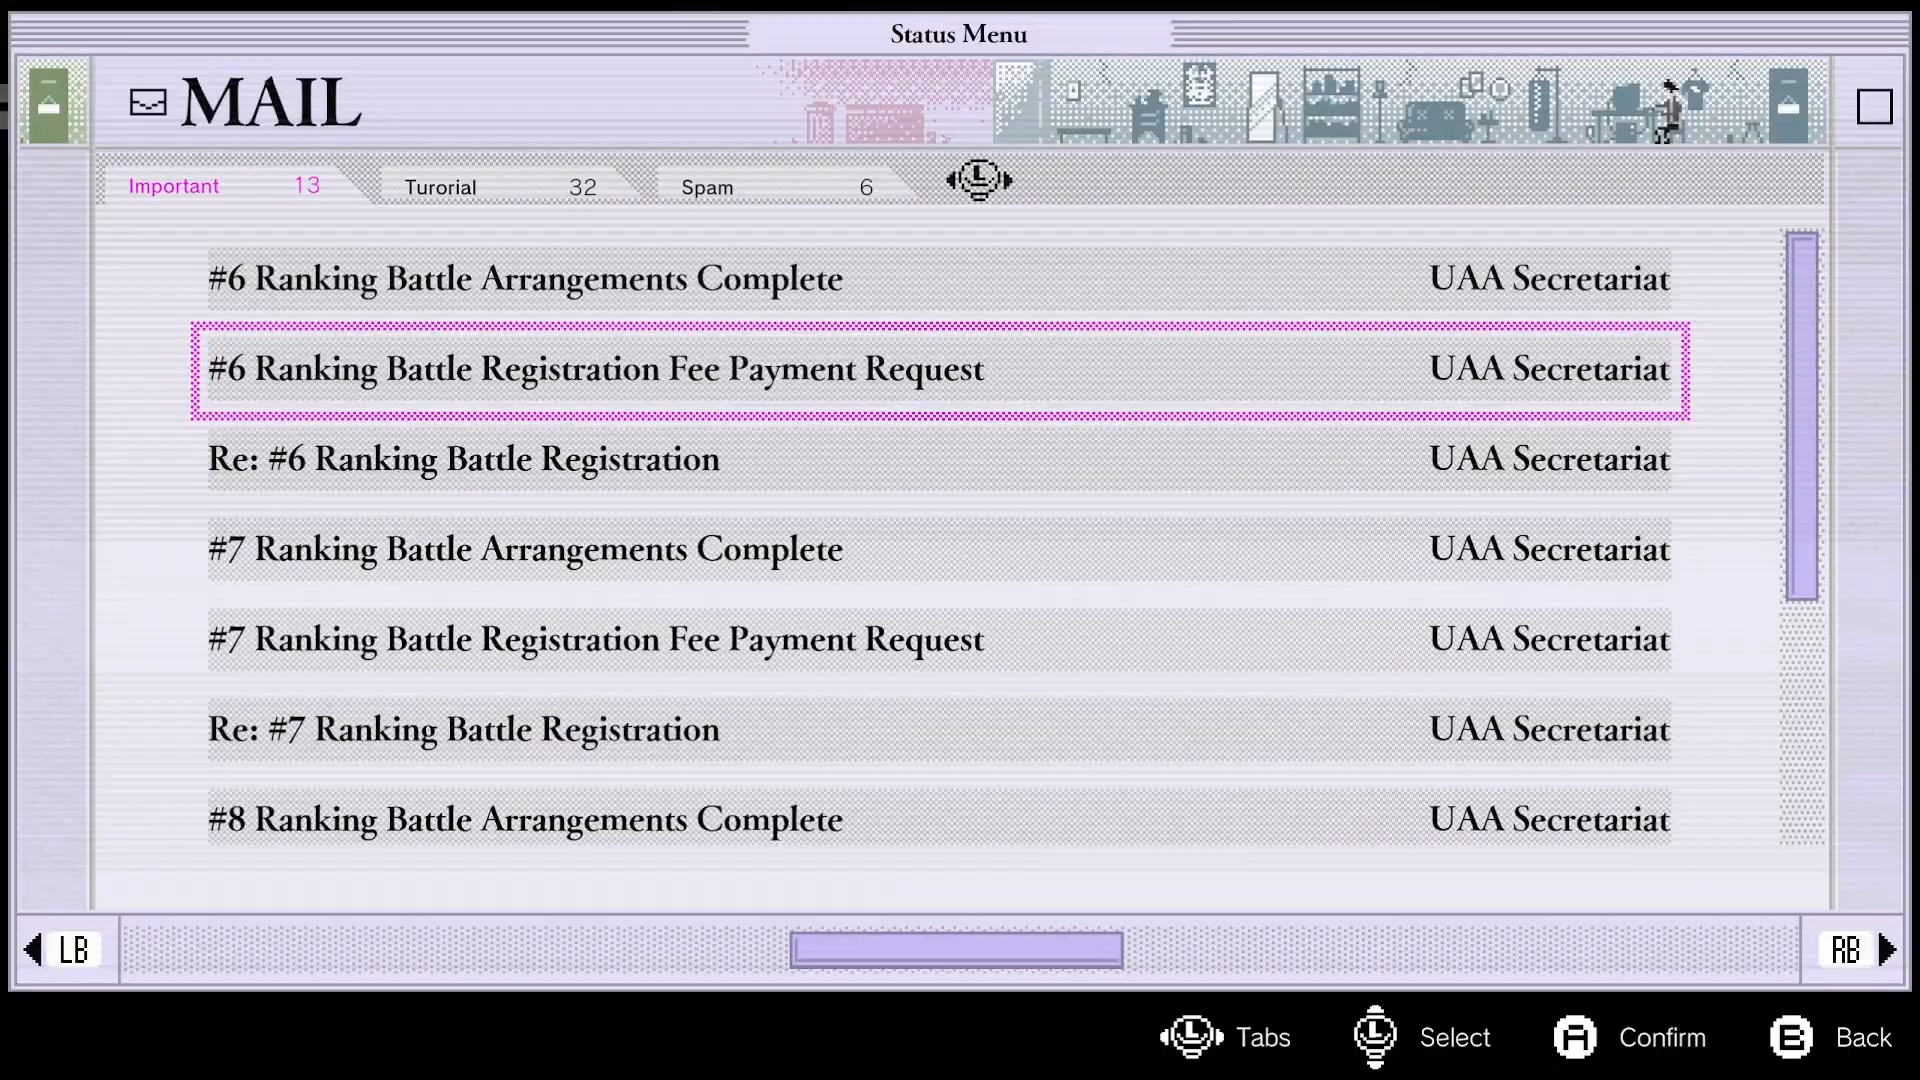 Status Menu
MAIL
Important 13
Turorial 32
Spam 6
L
#6 Ranking Battle Arrangements Complete UAA Secretariat
#6 Ranking Battle Registration Fee Payment Request UAA Secretariat
Re: #6 Ranking Battle Registration UAA Secretariat
#7 Ranking Battle Arrangements Complete UAA Secretariat
#7 Ranking Battle Registration Fee Payment Request UAA Secretariat
Re: #7 Ranking Battle Registration UAA Secretariat
#8 Ranking Battle Arrangements Complete UAA Secretariat
LB RB
L Tabs L Select A Confirm B Back